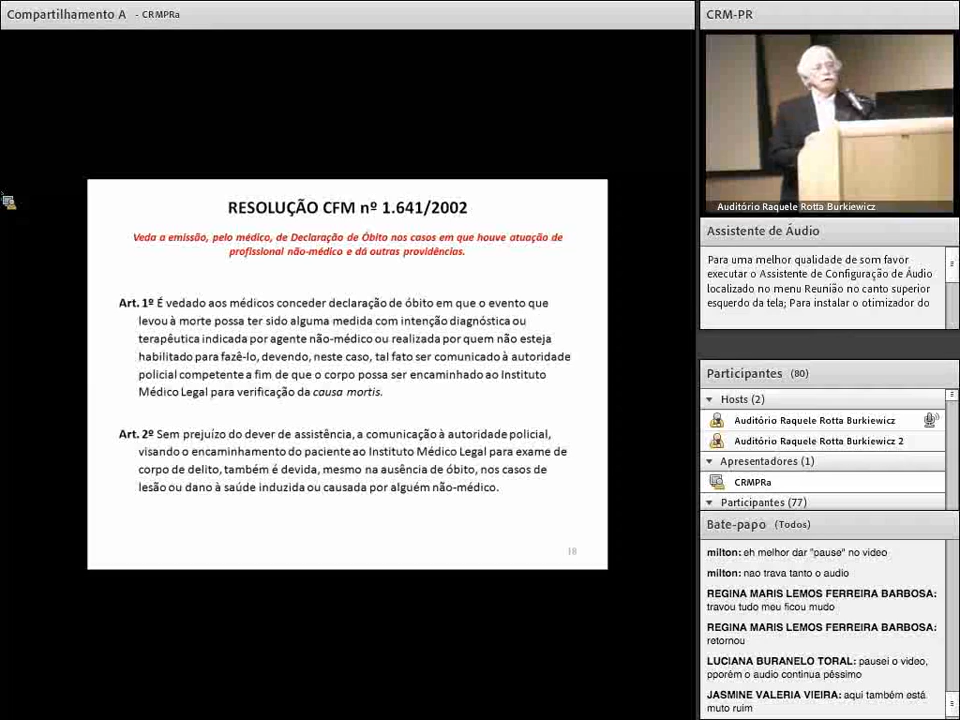 Compartilhamento A - CRMPRa
RESOLUÇÃO CFM nº 1.641/2002
Veda a emissão, pelo médico, de Declaração de Óbito nos casos em que houve atuação de
profissional não-médico e dá outras providências.
Art. 1º É vedado aos médicos conceder declaração de óbito em que o evento que
levou à morte possa ter sido alguma medida com intenção diagnóstica ou
terapêutica indicada por agente não-médico ou realizada por quem não esteja
habilitado para fazê-lo, devendo, neste caso, tal fato ser comunicado à autoridade
policial competente a fim de que o corpo possa ser encaminhado ao Instituto
Médico Legal para verificação da causa mortis.
Art. 2º Sem prejuízo do dever de assistência, a comunicação à autoridade policial,
visando o encaminhamento do paciente ao Instituto Médico Legal para exame de
corpo de delito, também é devida, mesmo na ausência de óbito, nos casos de
lesão ou dano à saúde induzida ou causada por alguém não-médico.
18
CRM-PR
Auditório Raquele Rotta Burkiewicz
Assistente de Áudio
Para uma melhor qualidade de som favor
executar o Assistente de Configuração de Áudio
localizado no menu Reunião no canto superior
esquerdo da tela; Para instalar o otimizador do
Participantes (80)
Hosts (2)
Auditório Raquele Rotta Burkiewicz
Auditório Raquele Rotta Burkiewicz 2
Apresentadores (1)
CRMPRa
Participantes (77)
Bate-papo (Todos)
milton: eh melhor dar "pause" no video
milton: nao trava tanto o audio
REGINA MARIS LEMOS FERREIRA BARBOSA:
travou tudo meu ficou mudo
REGINA MARIS LEMOS FERREIRA BARBOSA:
retornou
LUCIANA BURANELO TORAL: pausei o video,
pporém o audio continua péssimo
JASMINE VALERIA VIEIRA: aqui também está
muto ruim